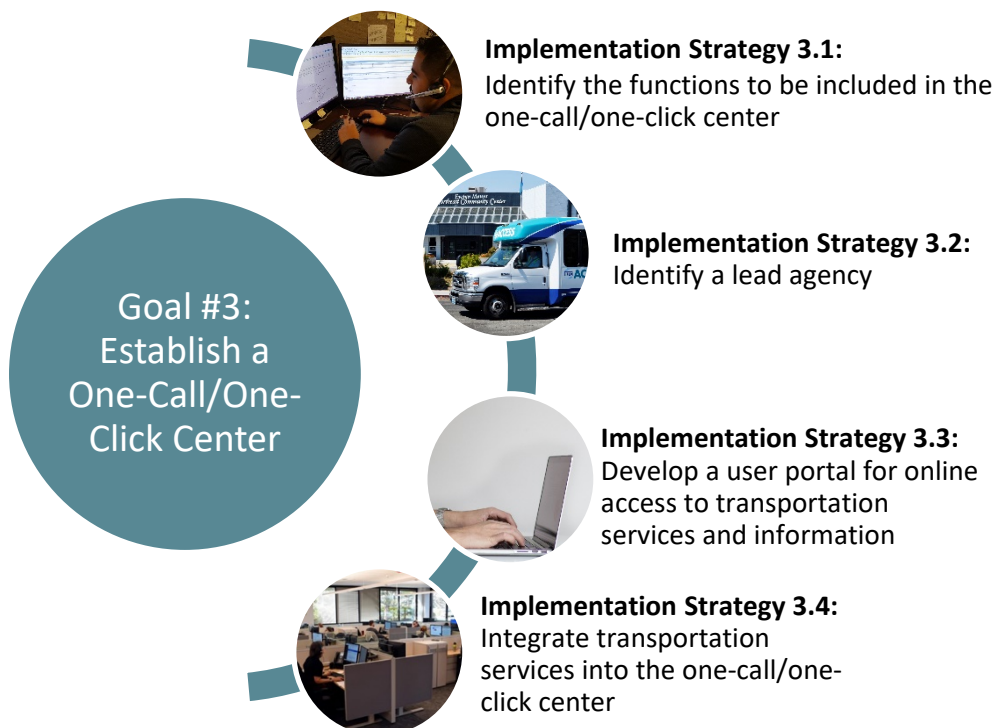 Goal #3:
Establish a
One-Call/One-
Click Center
Implementation Strategy 3.1:
Identify the functions to be included in the
one-call/one-click center
Implementation Strategy 3.2:
Identify a lead agency
Implementation Strategy 3.3:
Develop a user portal for online
access to transportation
services and information
Implementation Strategy 3.4:
Integrate transportation
services into the one-call/one-
click center